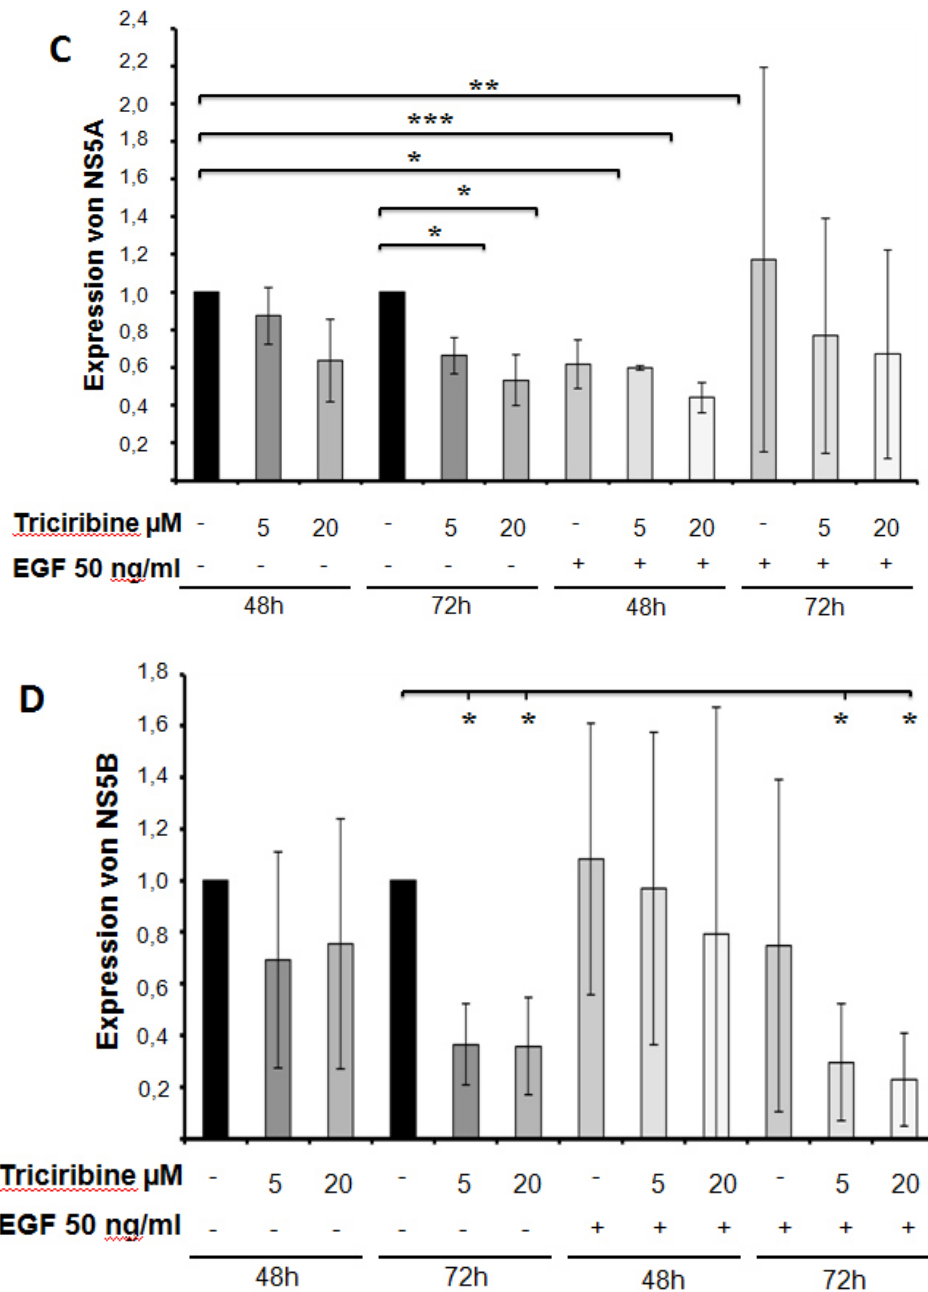 C
Expression von NS5A
2,4
2,2
2,0
1,8
1,6
1,4
1,2
1,0
0,8
0,6
0,4
0,2
**
***
*
*
*
Triciribine µM - 5 20 - 5 20 - 5 20 - 5 20
EGF 50 ng/ml - - - - - - + + + + + +
48h 72h 48h 72h
D
Expression von NS5B
1,8
1,6
1,4
1,2
1,0
0,8
0,6
0,4
0,2
* * * *
Triciribine µM - 5 20 - 5 20 - 5 20 - 5 20
EGF 50 ng/ml - - - - - - + + + + + +
48h 72h 48h 72h